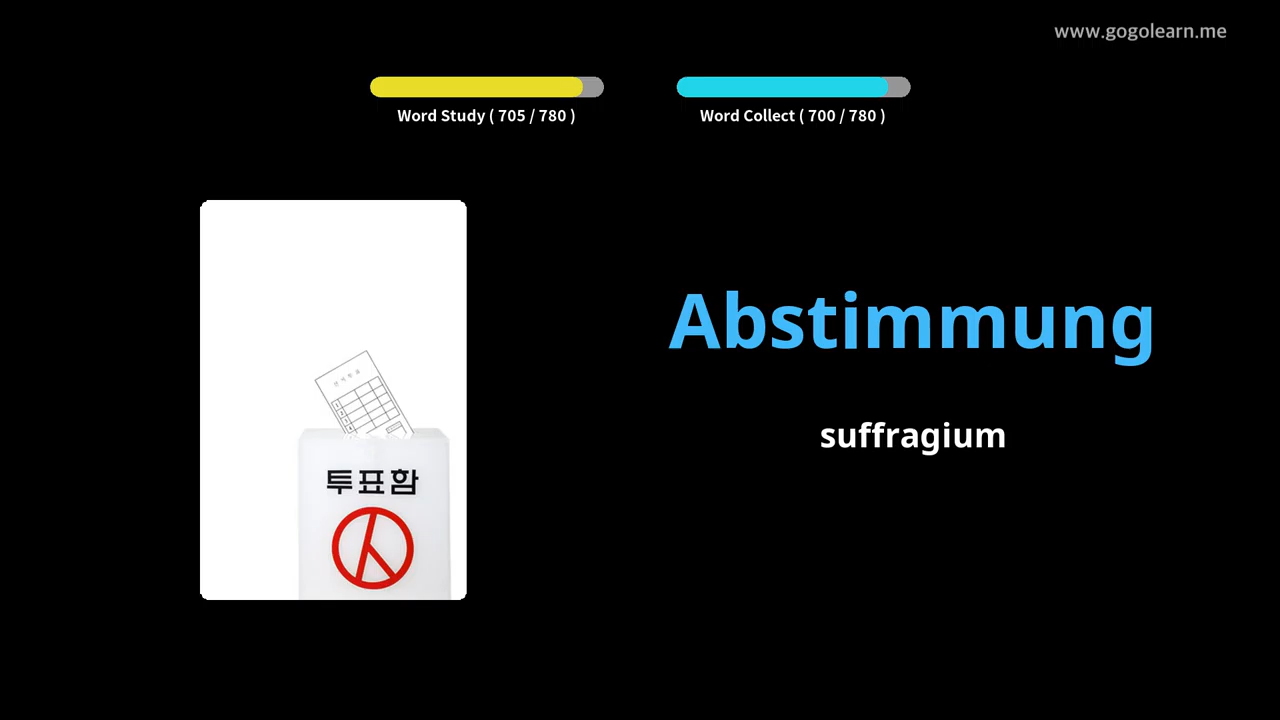 www.gogolearn.me
Word Study ( 705 / 780 )
Word Collect ( 700 / 780 )
Abstimmung
suffragium
투표함